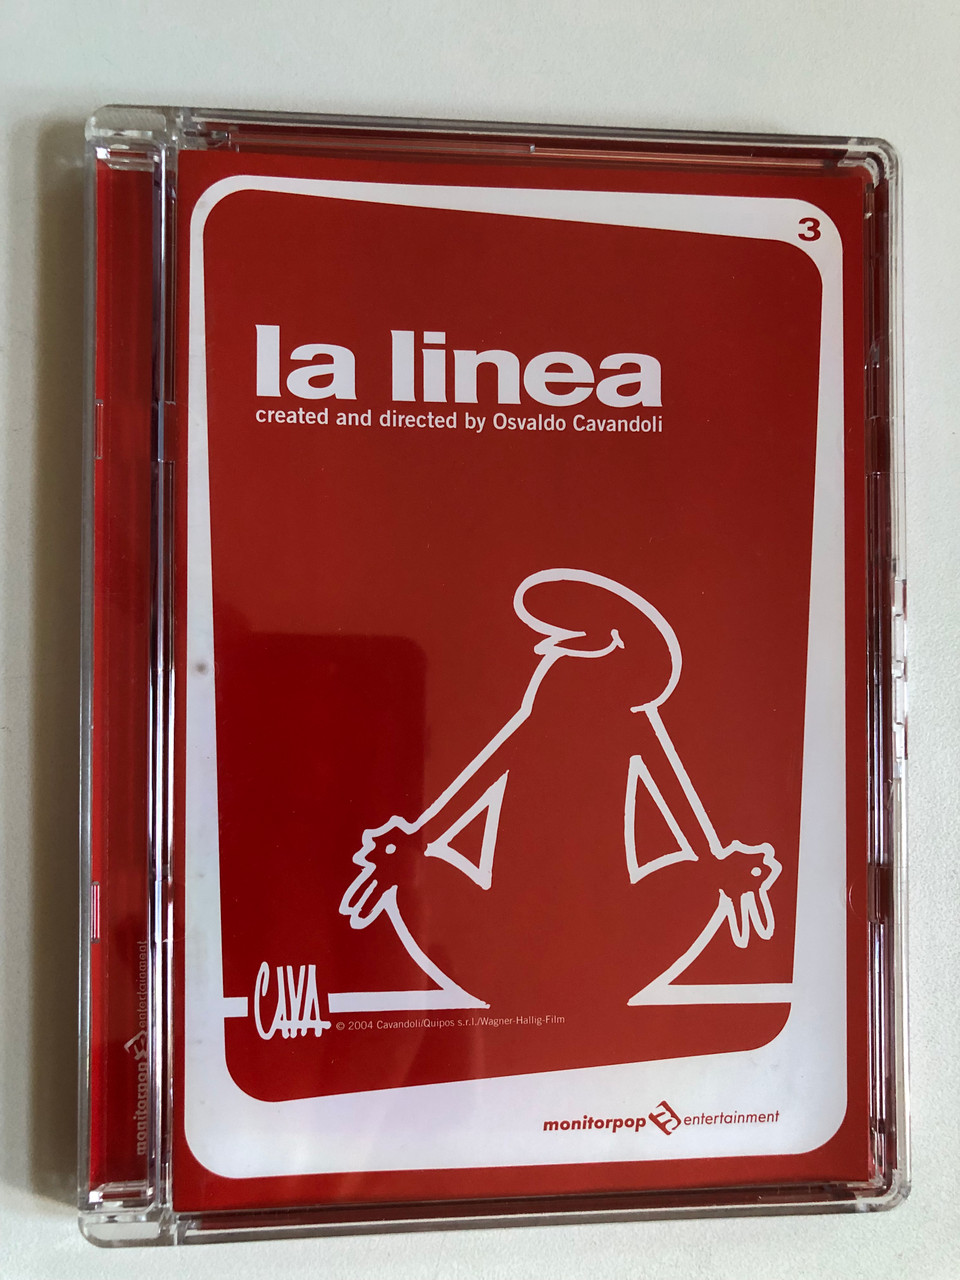 3
la linea
created and directed by Osvaldo Cavandoli
CAVA
© 2004 Cavandoli/Quipos s.r.l./Wagner-Hallig-Film
monitorpop entertainment
monitorpop entertainment